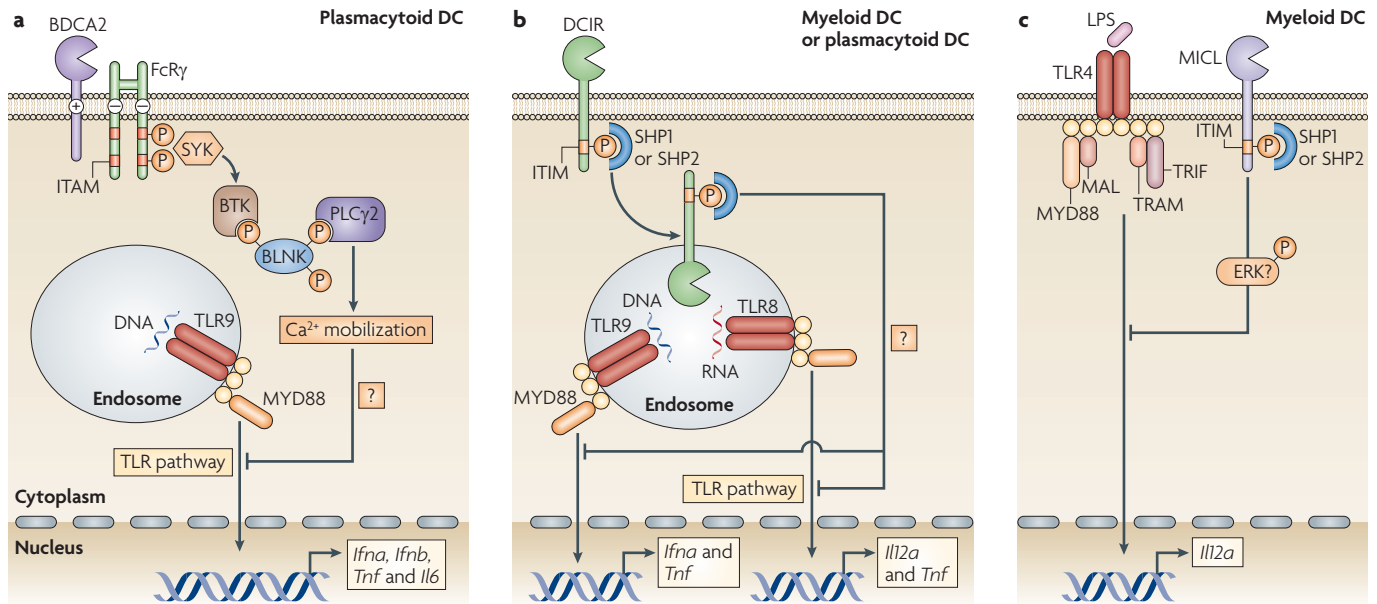 a
Plasmacytoid DC
BDCA2
FcRγ
+
−
−
P
P
SYK
ITAM
BTK
PLCγ2
P
P
BLNK
P
DNA
TLR9
Ca²⁺ mobilization
Endosome
MYD88
?
TLR pathway
Cytoplasm
Nucleus
Ifna, Ifnb,
Tnf and Il6
b
Myeloid DC
or plasmacytoid DC
DCIR
P
SHP1
or SHP2
ITIM
P
DNA
TLR9
TLR8
RNA
?
MYD88
Endosome
TLR pathway
Ifna and
Tnf
Il12a
and Tnf
c
Myeloid DC
LPS
TLR4
MICL
ITIM
P
SHP1
or SHP2
MAL
TRIF
MYD88
TRAM
P
ERK?
Il12a